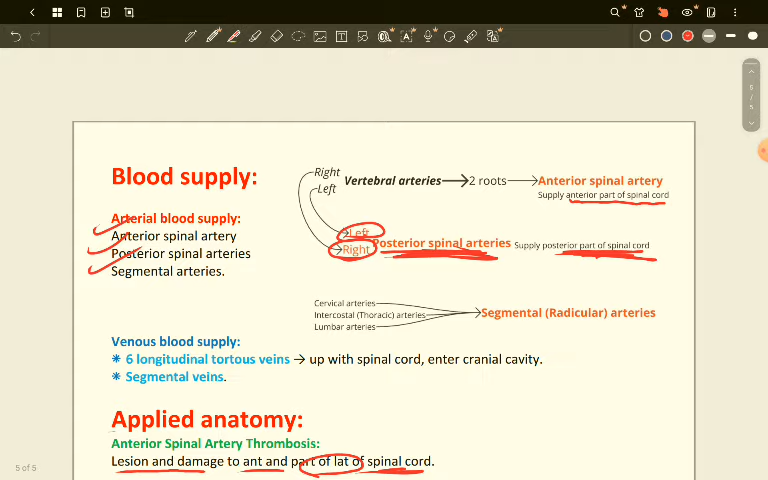 Blood supply:
Right
Left
Vertebral arteries
2 roots
Anterior spinal artery
Supply anterior part of spinal cord
Arterial blood supply:
Anterior spinal artery
Posterior spinal arteries
Segmental arteries.
Left
Right
Posterior spinal arteries
Supply posterior part of spinal cord
Cervical arteries
Intercostal (Thoracic) arteries
Lumbar arteries
Segmental (Radicular) arteries
Venous blood supply:
* 6 longitudinal tortous veins → up with spinal cord, enter cranial cavity.
* Segmental veins.
Applied anatomy:
Anterior Spinal Artery Thrombosis:
Lesion and damage to ant and part of lat of spinal cord.
5 of 5
5
/
5